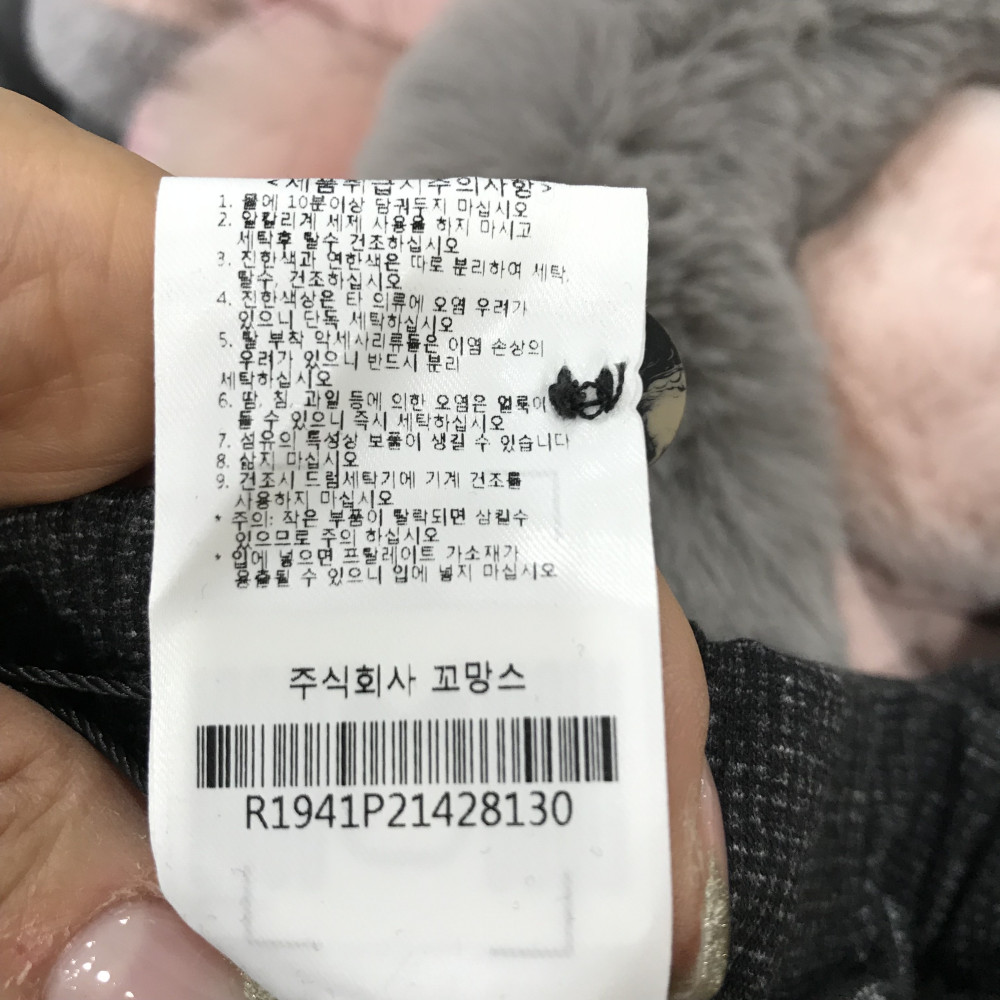 <제품취급시주의사항>
1. 물에 10분이상 담궈두지 마십시오
2. 알칼리계 세제 사용을 하지 마시고
세탁후 탈수 건조하십시오
3. 진한색과 연한색은 따로 분리하여 세탁,
탈수, 건조하십시오
4. 진한색상은 타 의류에 오염 우려가
있으니 단독 세탁하십시오
5. 탈 부착 악세사리류들은 이염 손상의
우려가 있으니 반드시 분리
세탁하십시오
6. 땀, 침, 과일 등에 의한 오염은 얼룩이
들 수 있으니 즉시 세탁하십시오
7. 섬유의 특성상 보풀이 생길 수 있습니다
8. 삶지 마십시오
9. 건조시 드럼세탁기에 기계 건조를
사용하지 마십시오
* 주의: 작은 부품이 탈락되면 삼킬수
있으므로 주의 하십시오
* 입에 넣으면 프탈레이트 가소재가
용출될 수 있으니 입에 넣지 마십시오
주식회사 꼬망스
R1941P21428130